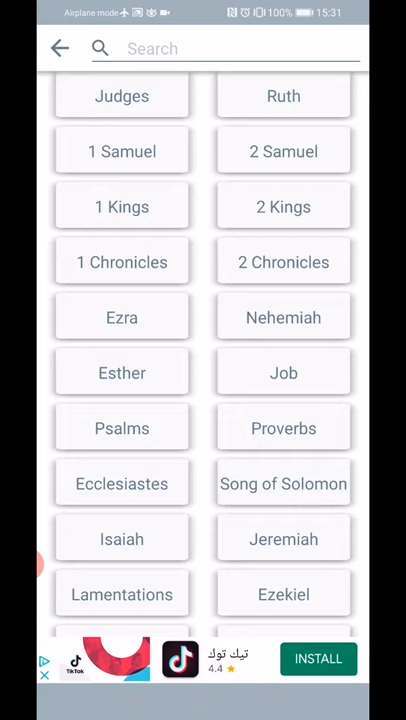 Airplane mode 100% 15:31
Search
Judges Ruth
1 Samuel 2 Samuel
1 Kings 2 Kings
1 Chronicles 2 Chronicles
Ezra Nehemiah
Esther Job
Psalms Proverbs
Ecclesiastes Song of Solomon
Isaiah Jeremiah
Lamentations Ezekiel
TikTok
تيك توك
4.4
INSTALL